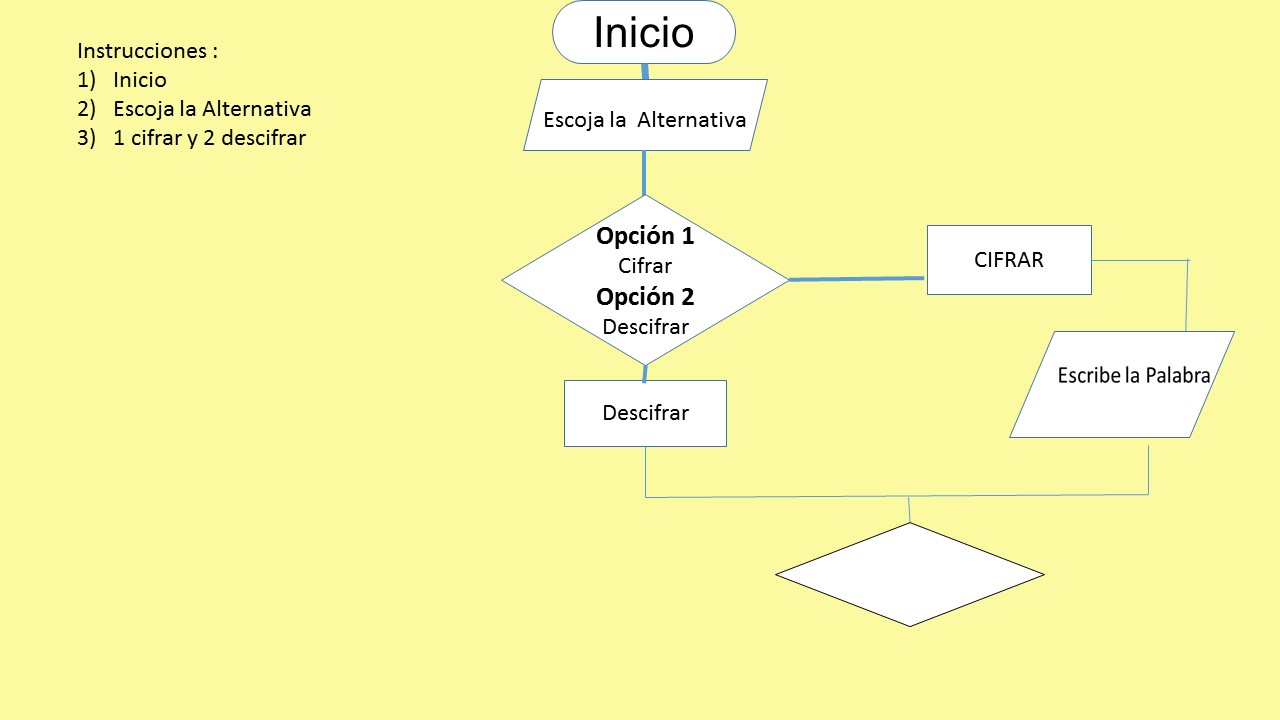 Instrucciones :
1) Inicio
2) Escoja la Alternativa
3) 1 cifrar y 2 descifrar
Inicio
Escoja la Alternativa
Opción 1
Cifrar
Opción 2
Descifrar
CIFRAR
Escribe la Palabra
Descifrar